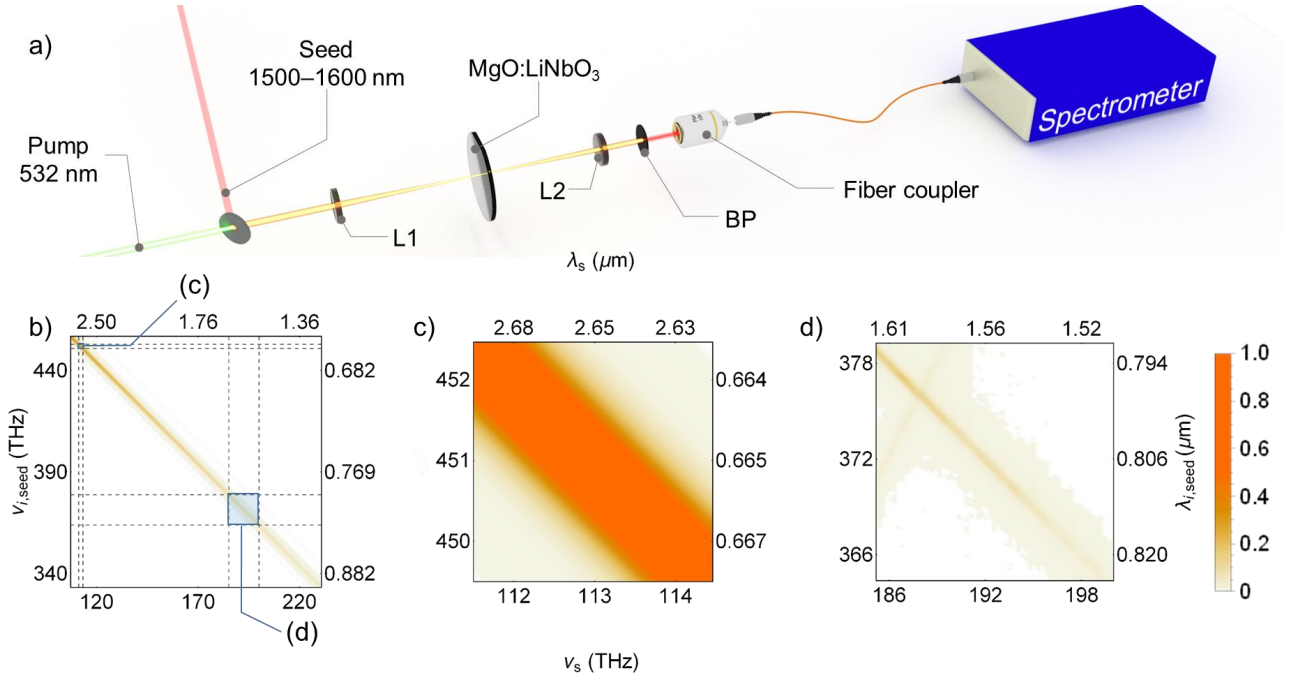 a)
Seed
1500–1600 nm
MgO:LiNbO₃
Spectrometer
Pump
532 nm
L1
L2
BP
Fiber coupler
λs (μm)
(c)
b)
2.50 1.76 1.36
c)
2.68 2.65 2.63
d)
1.61 1.56 1.52
νi,seed (THz)
440
390
340
0.682
0.769
0.882
120 170 220
(d)
452
451
450
0.664
0.665
0.667
112 113 114
378
372
366
0.794
0.806
0.820
186 192 198
1.0
0.8
0.6
0.4
0.2
0
λi,seed (μm)
νs (THz)